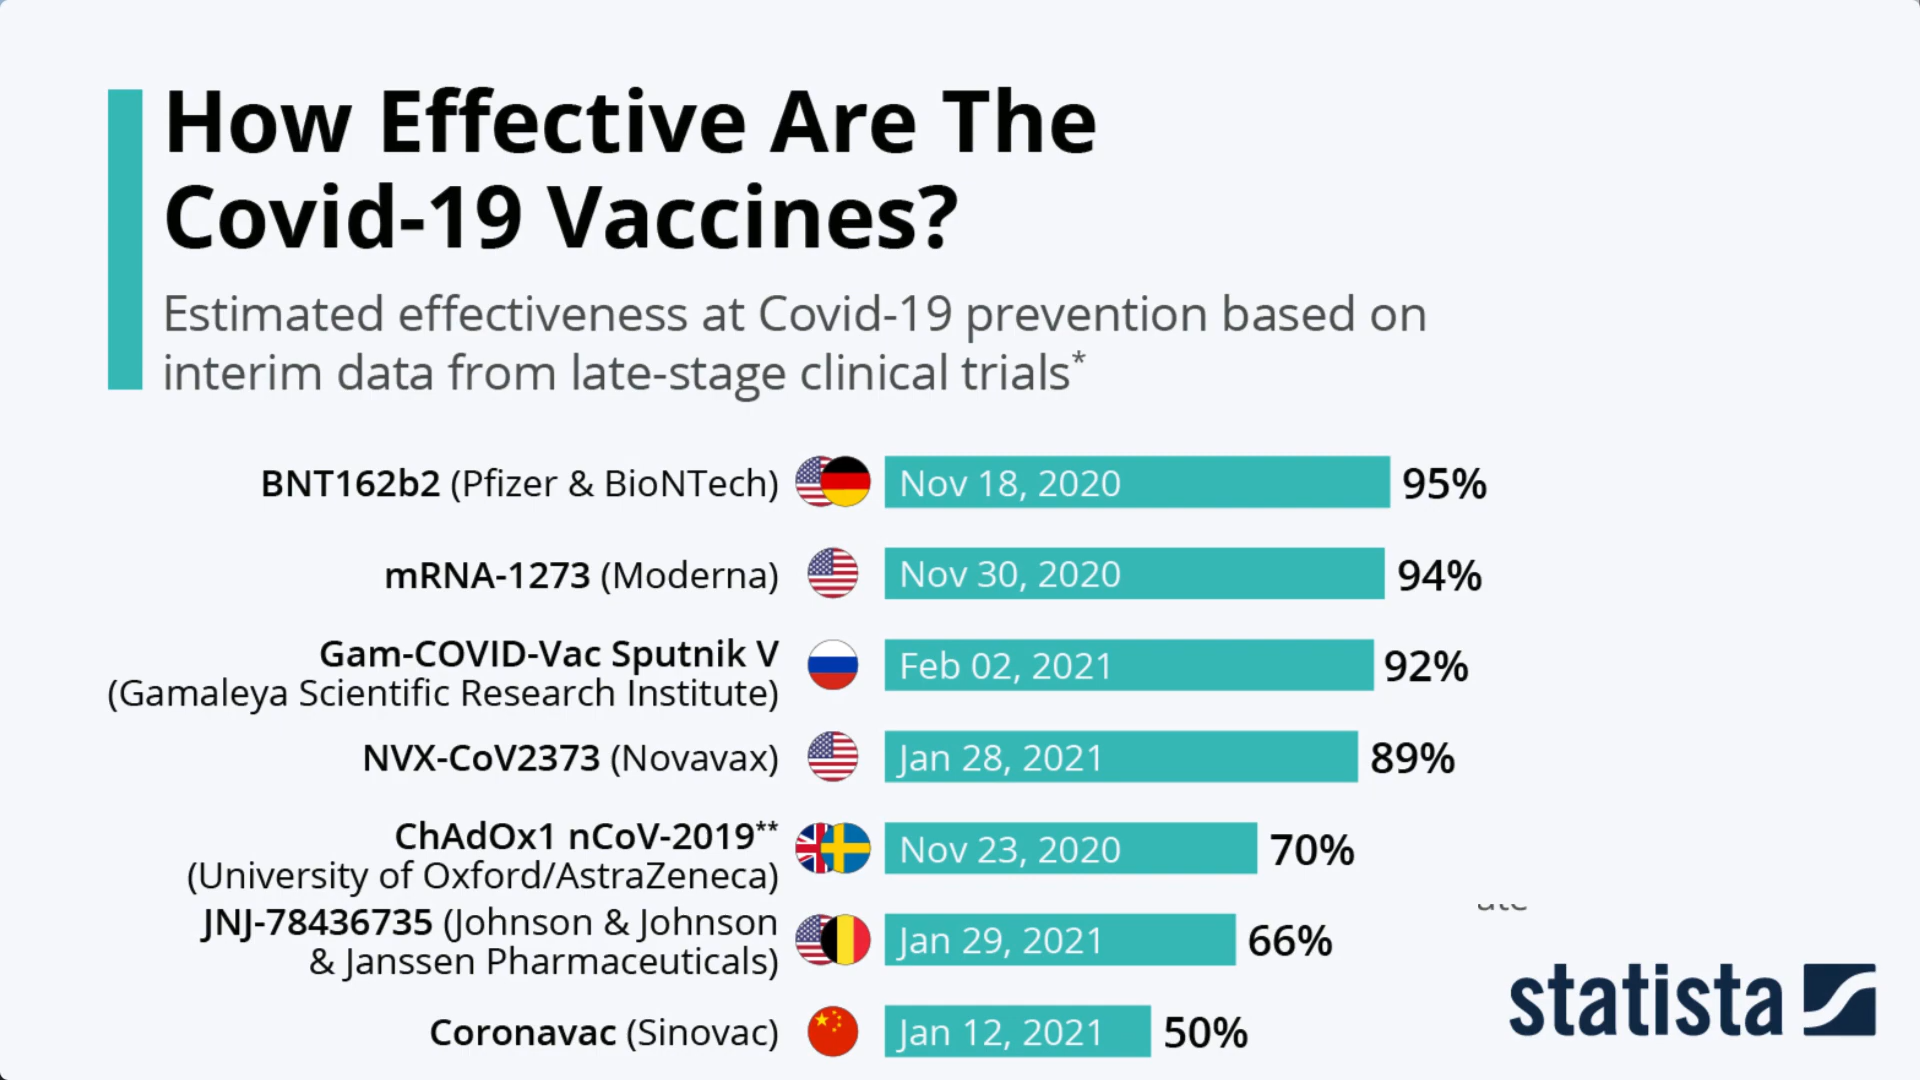 How Effective Are The
Covid-19 Vaccines?
Estimated effectiveness at Covid-19 prevention based on
interim data from late-stage clinical trials*
BNT162b2 (Pfizer & BioNTech) Nov 18, 2020 95%
mRNA-1273 (Moderna) Nov 30, 2020 94%
Gam-COVID-Vac Sputnik V
(Gamaleya Scientific Research Institute) Feb 02, 2021 92%
NVX-CoV2373 (Novavax) Jan 28, 2021 89%
ChAdOx1 nCoV-2019**
(University of Oxford/AstraZeneca) Nov 23, 2020 70%
JNJ-78436735 (Johnson & Johnson
& Janssen Pharmaceuticals) Jan 29, 2021 66%
Coronavac (Sinovac) Jan 12, 2021 50%
statista